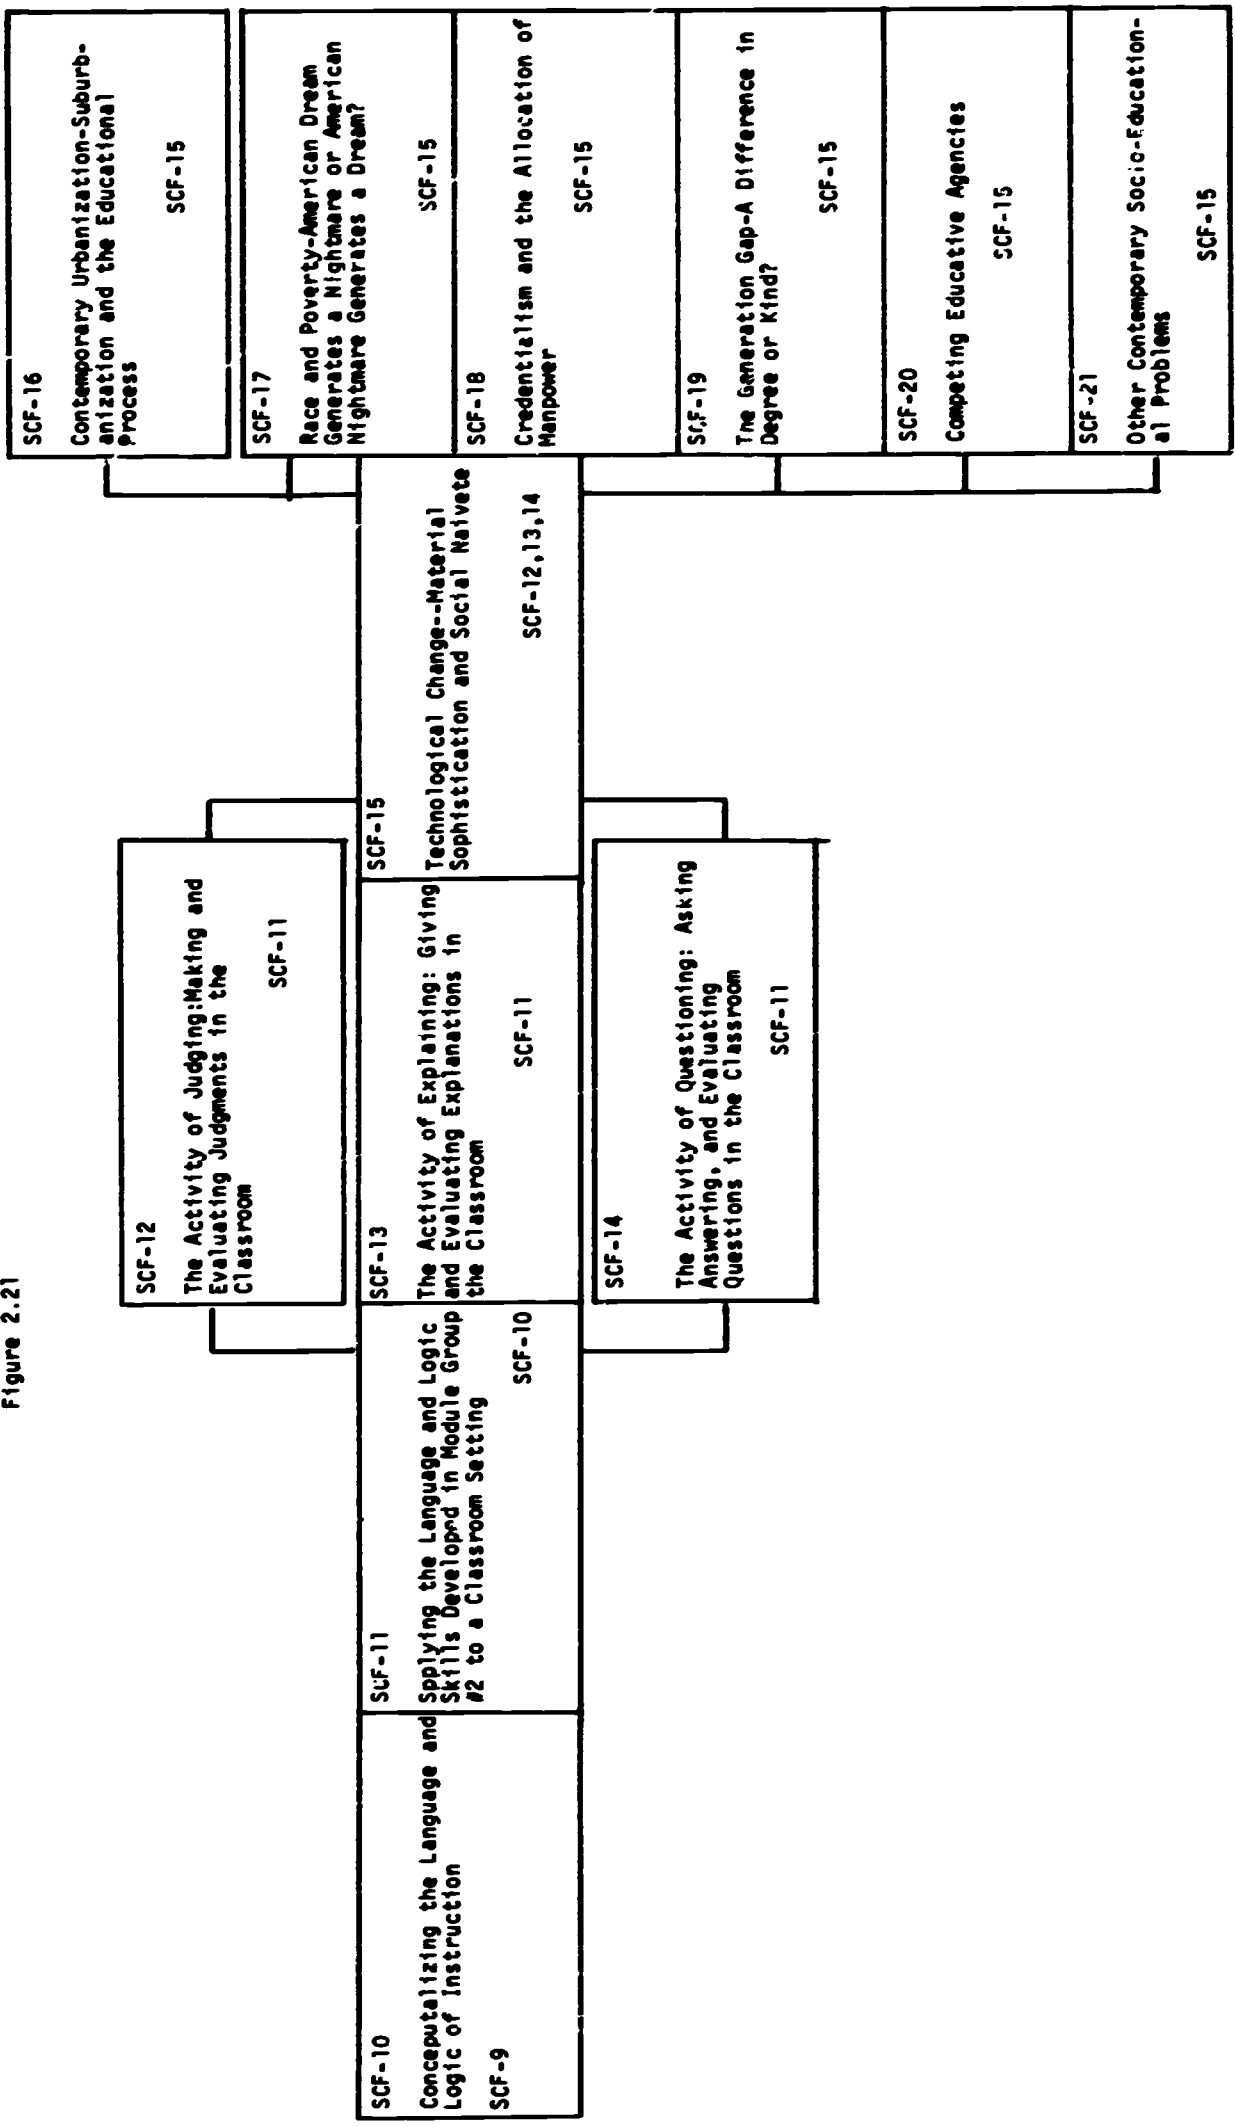 Figure 2.21
SCF-10
Conceputalizing the Language and
Logic of Instruction
SCF-9
SCF-11
Spplying the Language and Logic
Skills Developed in Module Group
#2 to a Classroom Setting
SCF-10
SCF-12
The Activity of Judging:Making and
Evaluating Judgments in the
Classroom
SCF-11
SCF-13
The Activity of Explaining: Giving
and Evaluating Explanations in
the Classroom
SCF-11
SCF-14
The Activity of Questioning: Asking
Answering, and Evaluating
Questions in the Classroom
SCF-11
SCF-15
Technological Change--Material
Sophistication and Social Naivete
SCF-12,13,14
SCF-16
Contemporary Urbanization-Suburb-
anization and the Educational
Process
SCF-15
SCF-17
Race and Poverty-American Dream
Generates a Nightmare or American
Nightmare Generates a Dream?
SCF-15
SCF-18
Credentialism and the Allocation of
Manpower
SCF-15
SCF-19
The Generation Gap-A Difference in
Degree or Kind?
SCF-15
SCF-20
Competing Educative Agencies
SCF-15
SCF-21
Other Contemporary Socio-Education-
al Problems
SCF-15